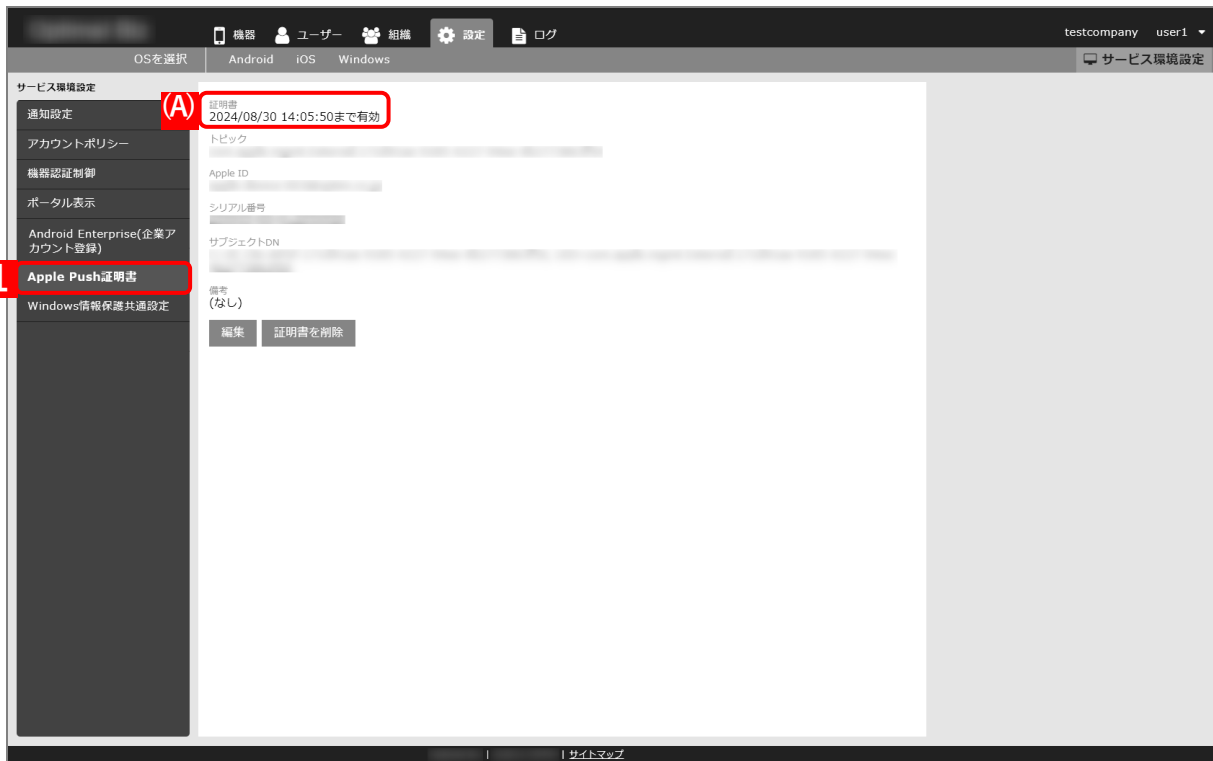 機器
ユーザー
組織
設定
ログ
testcompany user1
OSを選択
Android iOS Windows
サービス環境設定
サービス環境設定
通知設定
アカウントポリシー
機器認証制御
ポータル表示
Android Enterprise(企業ア
カウント登録)
Apple Push証明書
Windows情報保護共通設定
(A)
証明書
2024/08/30 14:05:50まで有効
トピック
Apple ID
シリアル番号
サブジェクトDN
備考
(なし)
編集
証明書を削除
| | サイトマップ